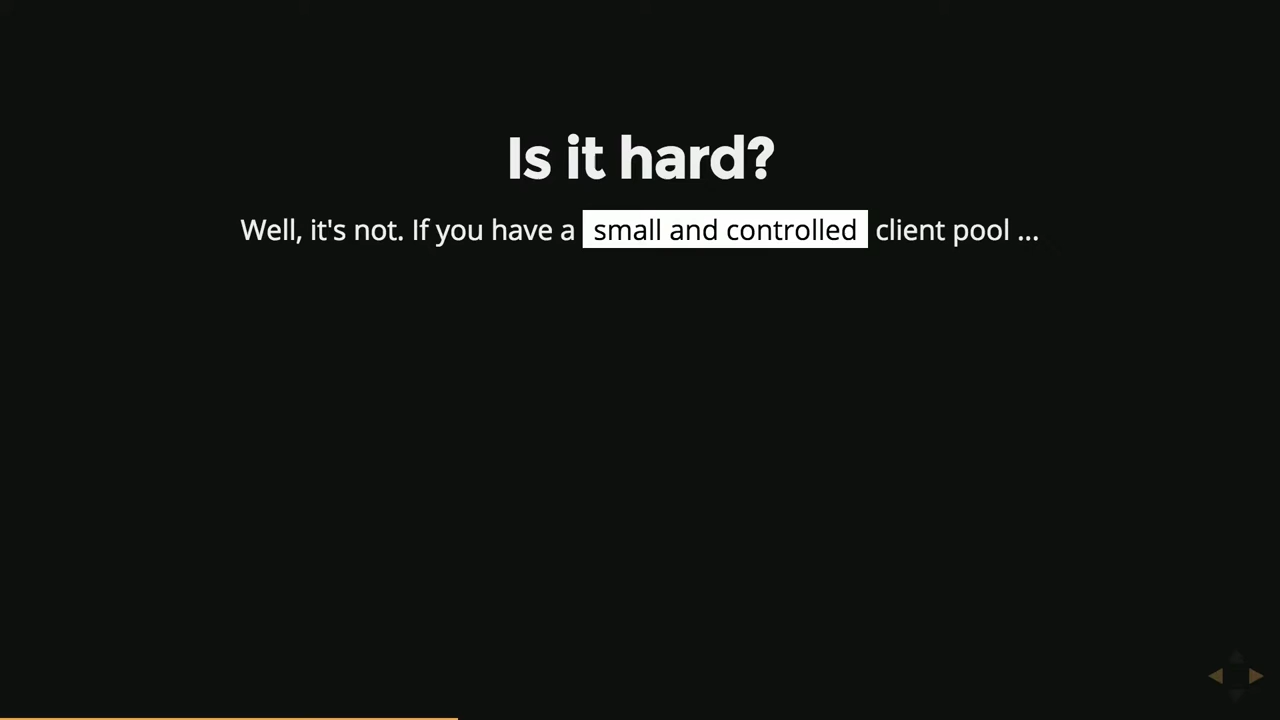 Is it hard?
Well, it's not. If you have a small and controlled client pool ...